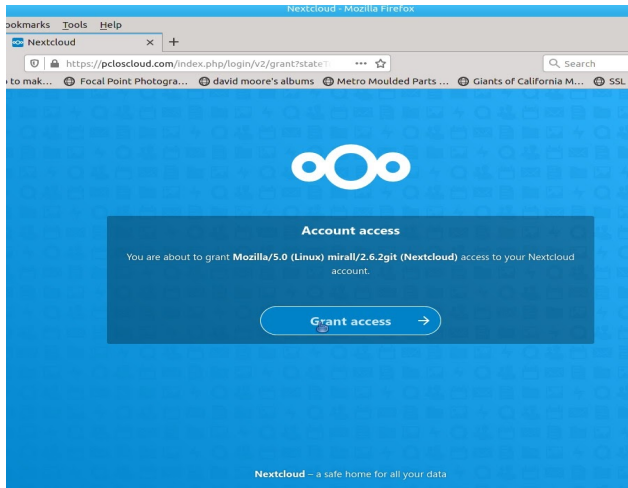 Nextcloud - Mozilla Firefox
ookmarks Tools Help
Nextcloud × +
https://pcloscloud.com/index.php/login/v2/grant?state ··· Search
to mak... Focal Point Photogra... david moore's albums Metro Moulded Parts ... Giants of California M... SSL
Account access
You are about to grant Mozilla/5.0 (Linux) mirall/2.6.2git (Nextcloud) access to your Nextcloud
account.
Grant access →
Nextcloud – a safe home for all your data